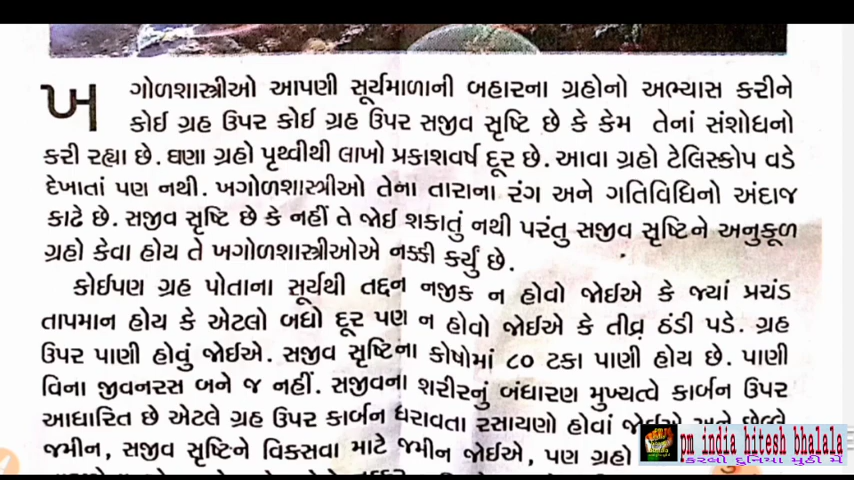 ખગોળશાસ્ત્રીઓ આપણી સૂર્યમાળાની બહારના ગ્રહોનો અભ્યાસ કરીને
કોઈ ગ્રહ ઉપર કોઈ ગ્રહ ઉપર સજીવ સૃષ્ટિ છે કે કેમ તેનાં સંશોધનો
કરી રહ્યા છે. ઘણા ગ્રહો પૃથ્વીથી લાખો પ્રકાશવર્ષ દૂર છે. આવા ગ્રહો ટેલિસ્કોપ વડે
દેખાતાં પણ નથી. ખગોળશાસ્ત્રીઓ તેના તારાના રંગ અને ગતિવિધિનો અંદાજ
કાઢે છે. સજીવ સૃષ્ટિ છે કે નહીં તે જોઈ શકાતું નથી પરંતુ સજીવ સૃષ્ટિને અનુકૂળ
ગ્રહો કેવા હોય તે ખગોળશાસ્ત્રીઓએ નક્કી કર્યું છે.
કોઈપણ ગ્રહ પોતાના સૂર્યથી તદ્દન નજીક ન હોવો જોઈએ કે જ્યાં પ્રચંડ
તાપમાન હોય કે એટલો બધો દૂર પણ ન હોવો જોઈએ કે તીવ્ર ઠંડી પડે. ગ્રહ
ઉપર પાણી હોવું જોઈએ. સજીવ સૃષ્ટિના કોષોમાં ૮૦ ટકા પાણી હોય છે. પાણી
વિના જીવનરસ બને જ નહીં. સજીવના શરીરનું બંધારણ મુખ્યત્વે કાર્બન ઉપર
આધારિત છે એટલે ગ્રહ ઉપર કાર્બન ધરાવતા રસાયણો હોવાં જોઈએ અને છેલ્લે
જમીન, સજીવ સૃષ્ટિને વિકસવા માટે જમીન જોઈએ, પણ ગ્રહો
pm india hitesh bhalala
કરલો દુનિયા મુઠી મેં